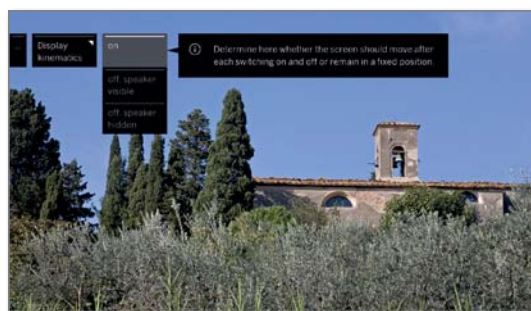 ...
Display
kinematics
on
off: speaker
visible
off: speaker
hidden
Determine here whether the screen should move after
each switching on and off or remain in a fixed position.